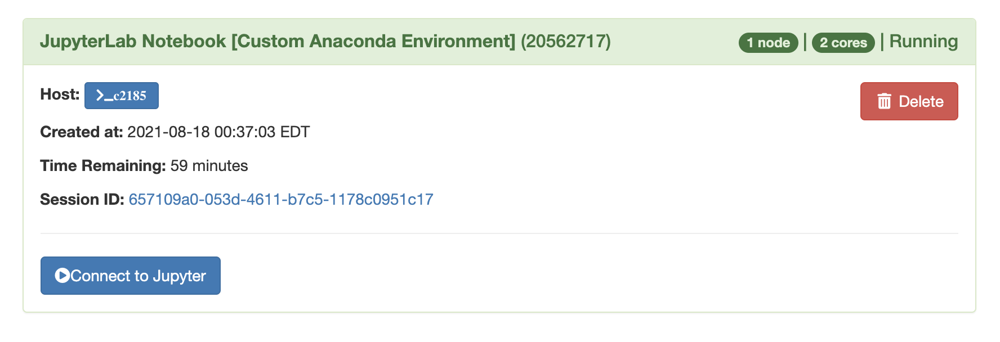 JupyterLab Notebook [Custom Anaconda Environment] (20562717) 1 node | 2 cores | Running
Host: >_c2185 Delete
Created at: 2021-08-18 00:37:03 EDT
Time Remaining: 59 minutes
Session ID: 657109a0-053d-4611-b7c5-1178c0951c17
Connect to Jupyter